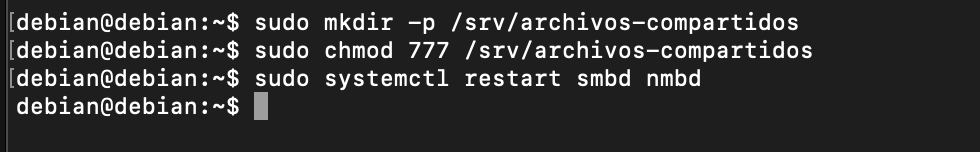 [debian@debian:~$ sudo mkdir -p /srv/archivos-compartidos
[debian@debian:~$ sudo chmod 777 /srv/archivos-compartidos
[debian@debian:~$ sudo systemctl restart smbd nmbd
debian@debian:~$